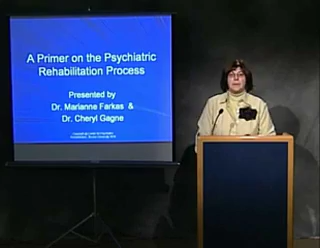 A Primer on the Psychiatric
Rehabilitation Process
Presented by
Dr. Marianne Farkas &
Dr. Cheryl Gagne